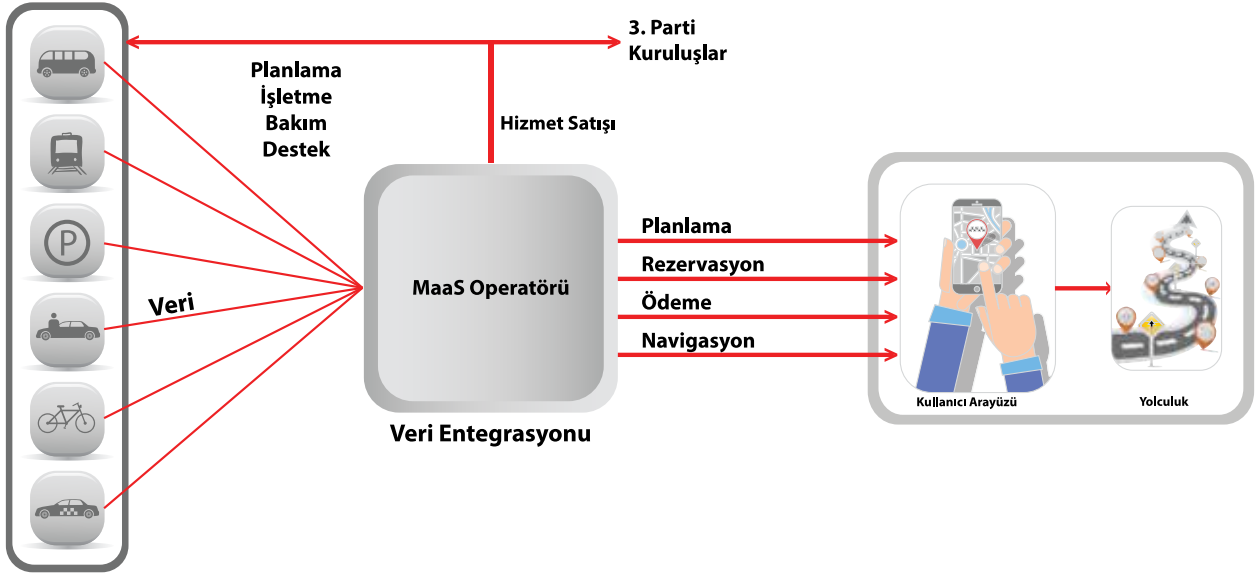 3. Parti
Kuruluşlar
Planlama
İşletme
Bakım
Destek
Hizmet Satışı
P
Veri
MaaS Operatörü
Veri Entegrasyonu
Planlama
Rezervasyon
Ödeme
Navigasyon
Kullanıcı Arayüzü
Yolculuk